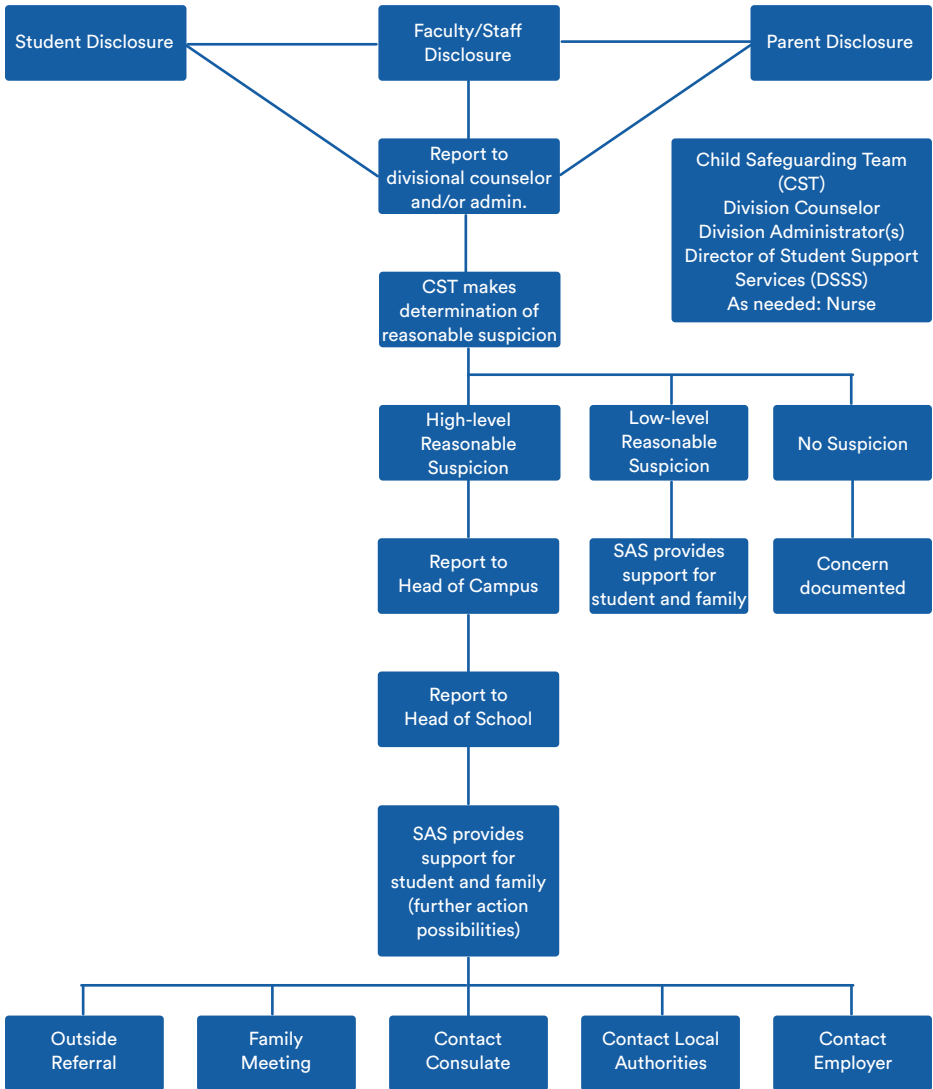 Student Disclosure
Faculty/Staff
Disclosure
Parent Disclosure
Report to
divisional counselor
and/or admin.
Child Safeguarding Team
(CST)
Division Counselor
Division Administrator(s)
Director of Student Support
Services (DSSS)
As needed: Nurse
CST makes
determination of
reasonable suspicion
High-level
Reasonable
Suspicion
Low-level
Reasonable
Suspicion
No Suspicion
Report to
Head of Campus
SAS provides
support for
student and family
Concern
documented
Report to
Head of School
SAS provides
support for
student and family
(further action
possibilities)
Outside
Referral
Family
Meeting
Contact
Consulate
Contact Local
Authorities
Contact
Employer